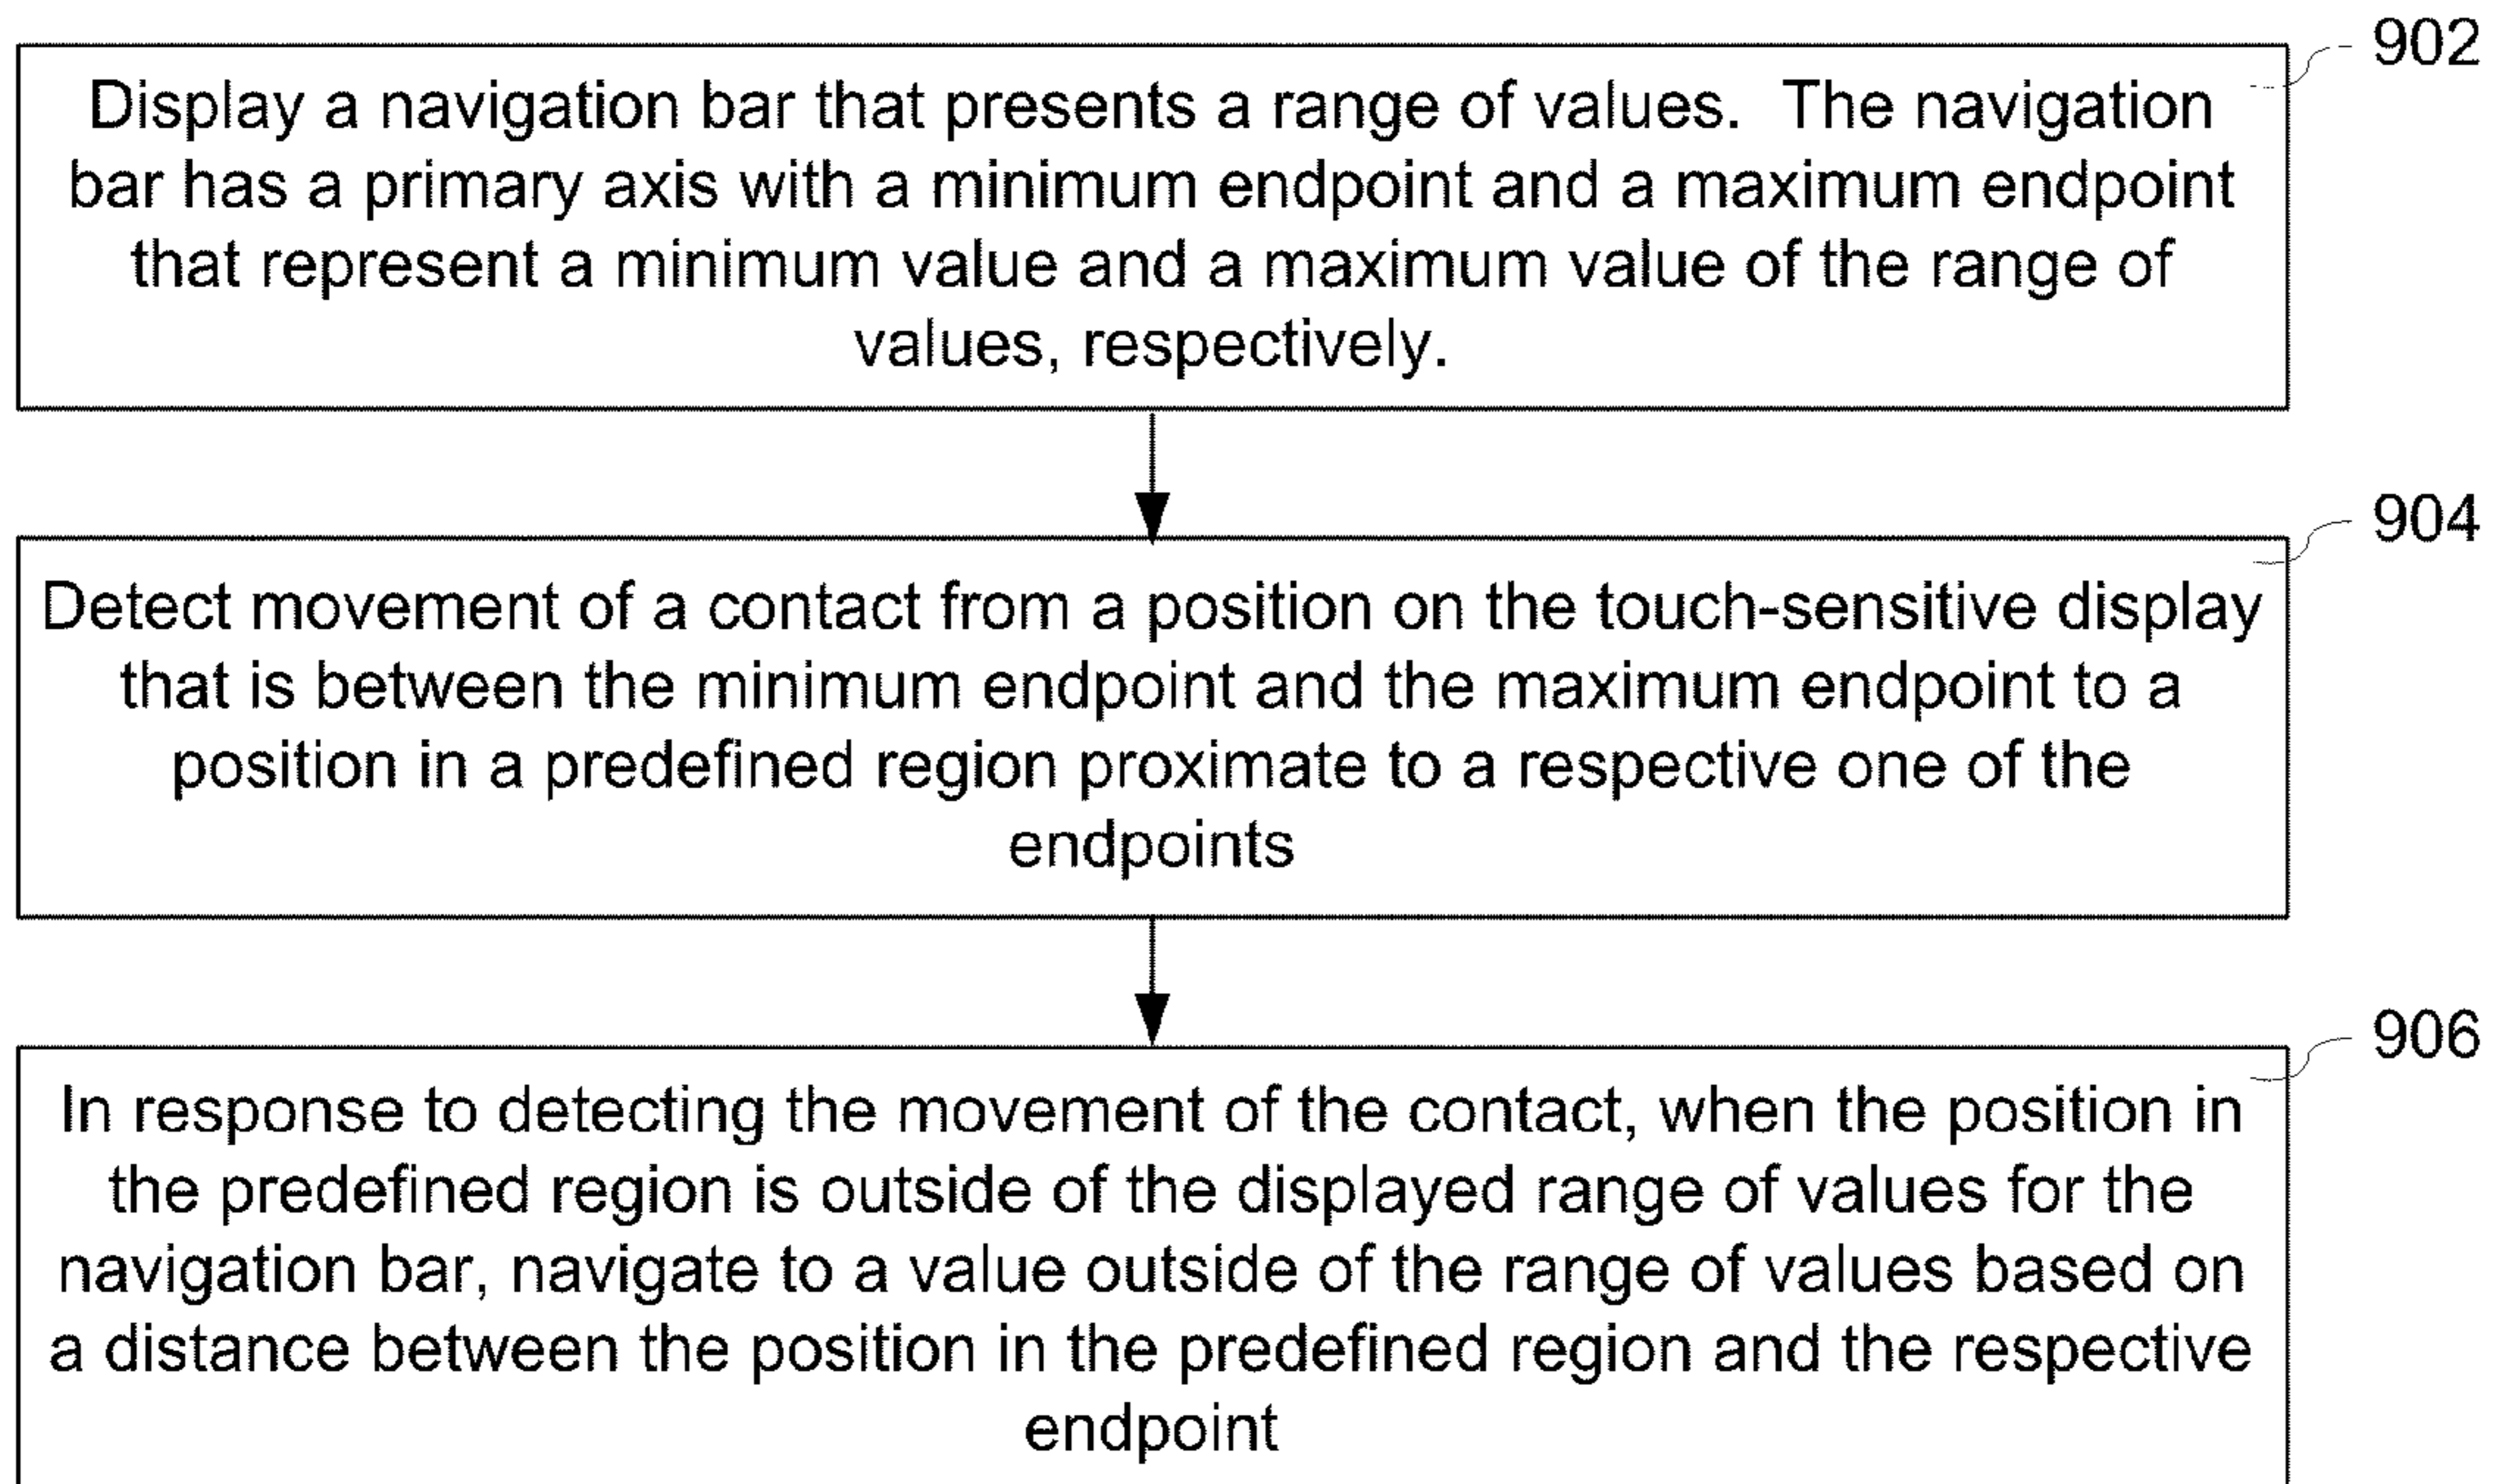 902
Display a navigation bar that presents a range of values. The navigation
bar has a primary axis with a minimum endpoint and a maximum endpoint
that represent a minimum value and a maximum value of the range of
values, respectively.
904
Detect movement of a contact from a position on the touch-sensitive display
that is between the minimum endpoint and the maximum endpoint to a
position in a predefined region proximate to a respective one of the
endpoints
906
In response to detecting the movement of the contact, when the position in
the predefined region is outside of the displayed range of values for the
navigation bar, navigate to a value outside of the range of values based on
a distance between the position in the predefined region and the respective
endpoint